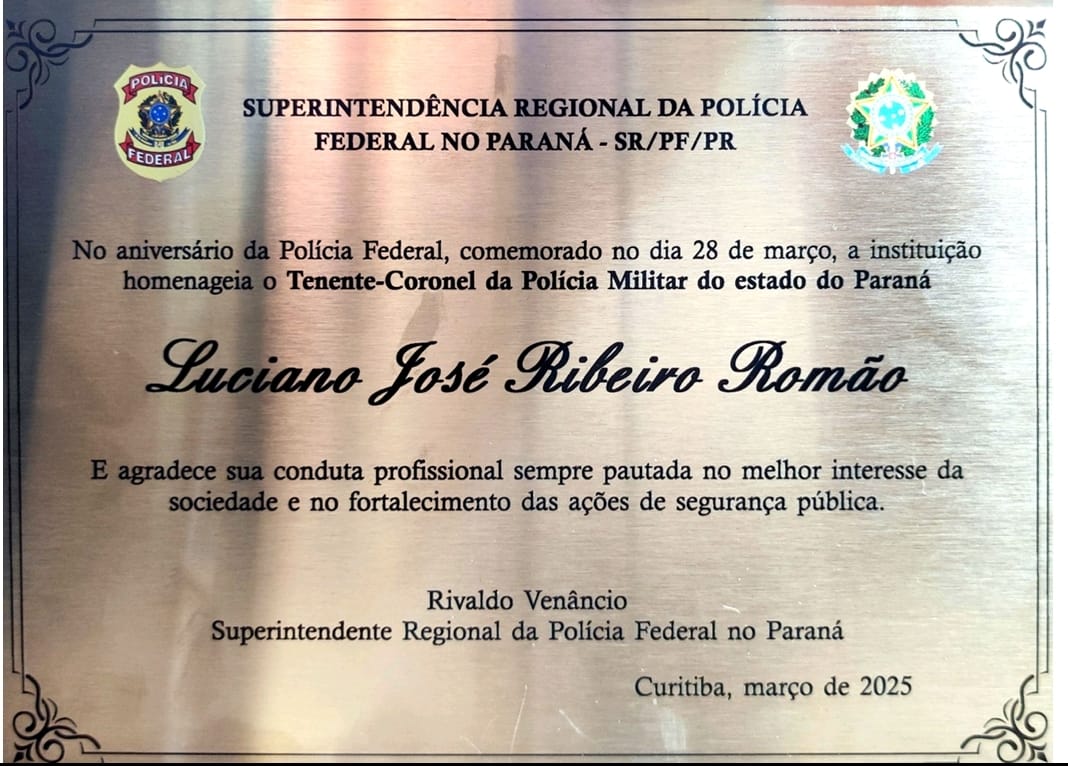 POLÍCIA
FEDERAL
SUPERINTENDÊNCIA REGIONAL DA POLÍCIA
FEDERAL NO PARANÁ - SR/PF/PR
No aniversário da Polícia Federal, comemorado no dia 28 de março, a instituição
homenageia o Tenente-Coronel da Polícia Militar do estado do Paraná
Luciano José Ribeiro Romão
E agradece sua conduta profissional sempre pautada no melhor interesse da
sociedade e no fortalecimento das ações de segurança pública.
Rivaldo Venâncio
Superintendente Regional da Polícia Federal no Paraná
Curitiba, março de 2025